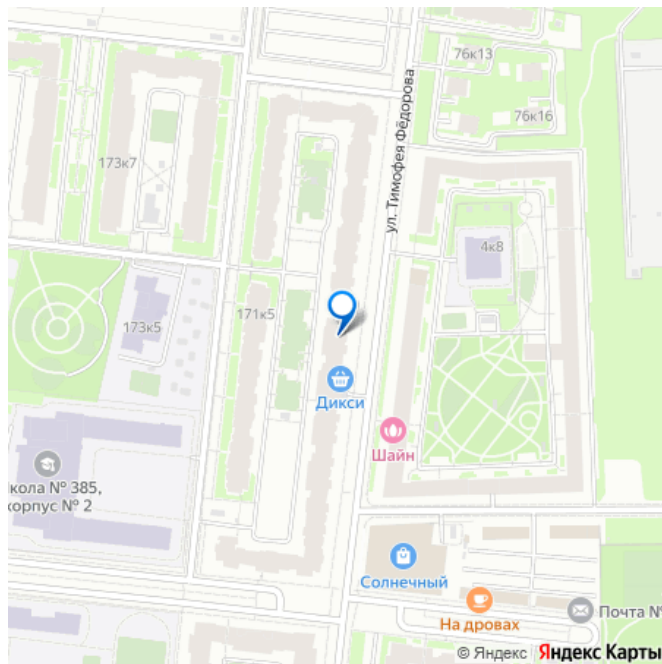 76к13
76к16
173к7
ул. Тимофея Фёдорова
4к8
171к5
173к5
Дикси
Шайн
кола № 385,
корпус № 2
Солнечный
На дровах
Почта №
© Яндекс Яндекс Карты